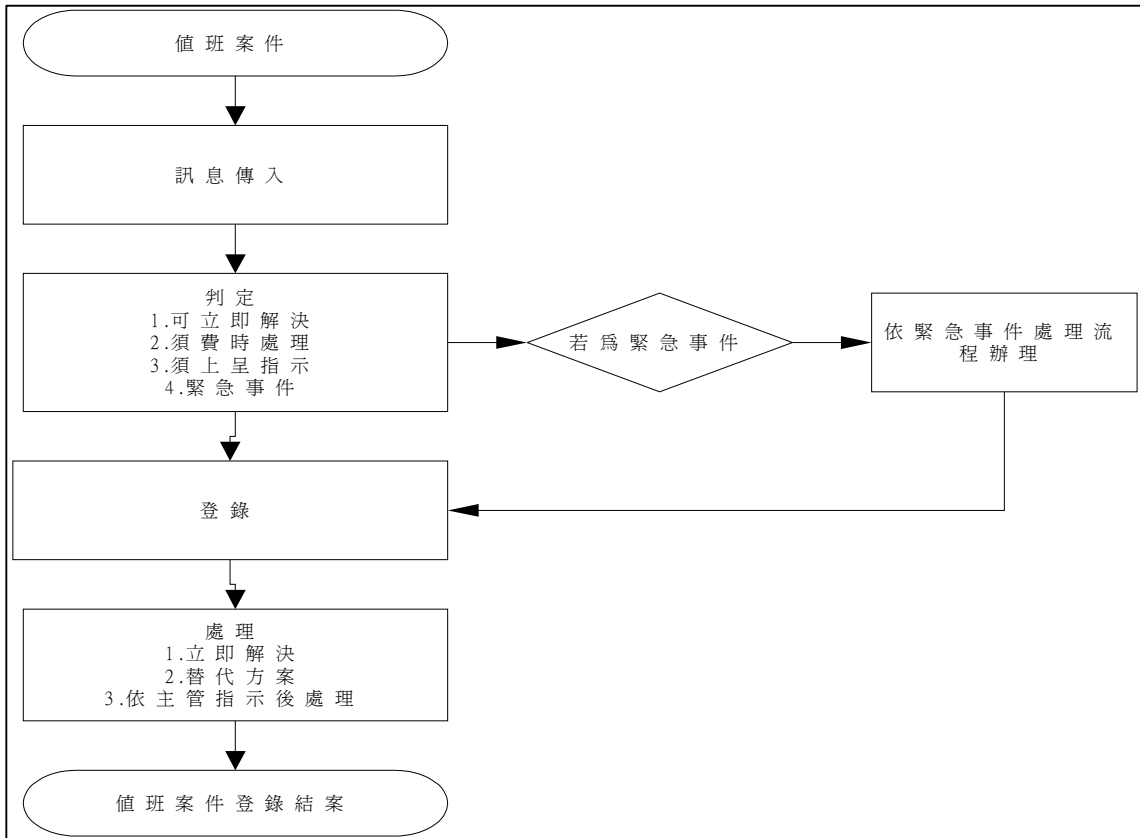 值班案件
訊息傳入
判定
1.可立即解決
2.須費時處理
3.須上呈指示
4.緊急事件
若為緊急事件
依緊急事件處理流
程辦理
登錄
處理
1.立即解決
2.替代方案
3.依主管指示後處理
值班案件登錄結案